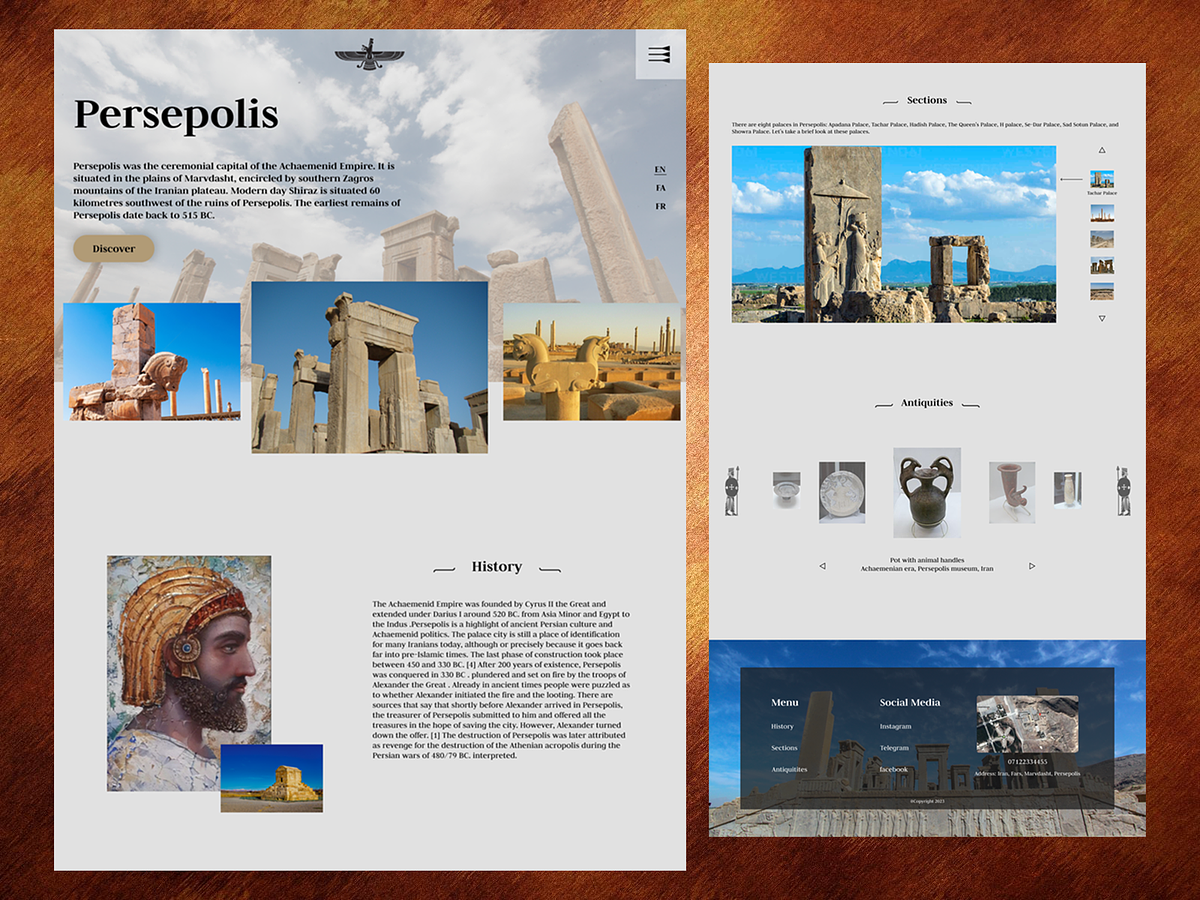 Persepolis
Persepolis was the ceremonial capital of the Achaemenid Empire. It is
situated in the plains of Marvdasht, encircled by southern Zagros
mountains of the Iranian plateau. Modern day Shiraz is situated 60
kilometres southwest of the ruins of Persepolis. The earliest remains of
Persepolis date back to 515 BC.
Discover
EN
FA
FR
History
The Achaemenid Empire was founded by Cyrus II the Great and
extended under Darius I around 520 BC. from Asia Minor and Egypt to
the Indus .Persepolis is a highlight of ancient Persian culture and
Achaemenid politics. The palace city is still a place of identification
for many Iranians today, although or precisely because it goes back
far into pre-Islamic times. The last phase of construction took place
between 450 and 330 BC. [4] After 200 years of existence, Persepolis
was conquered in 330 BC . plundered and set on fire by the troops of
Alexander the Great . Already in ancient times people were puzzled as
to whether Alexander initiated the fire and the looting. There are
sources that say that shortly before Alexander arrived in Persepolis,
the treasurer of Persepolis submitted to him and offered all the
treasures in the hope of saving the city. However, Alexander turned
down the offer. [1] The destruction of Persepolis was later attributed
as revenge for the destruction of the Athenian acropolis during the
Persian wars of 480/79 BC. interpreted.
Sections
There are eight palaces in Persepolis: Apadana Palace, Tachar Palace, Hadish Palace, The Queen's Palace, H palace, Se-Dar Palace, Sad Sotun Palace, and
Showra Palace. Let's take a brief look at these palaces.
Tachar Palace
Antiquities
Pot with animal handles
Achaemenian era, Persepolis museum, Iran
Menu
History
Sections
Antiquitites
Social Media
Instagram
Telegram
facebook
07122334455
Address: Iran, Fars, Marvdasht, Persepolis
©Copyright 2023